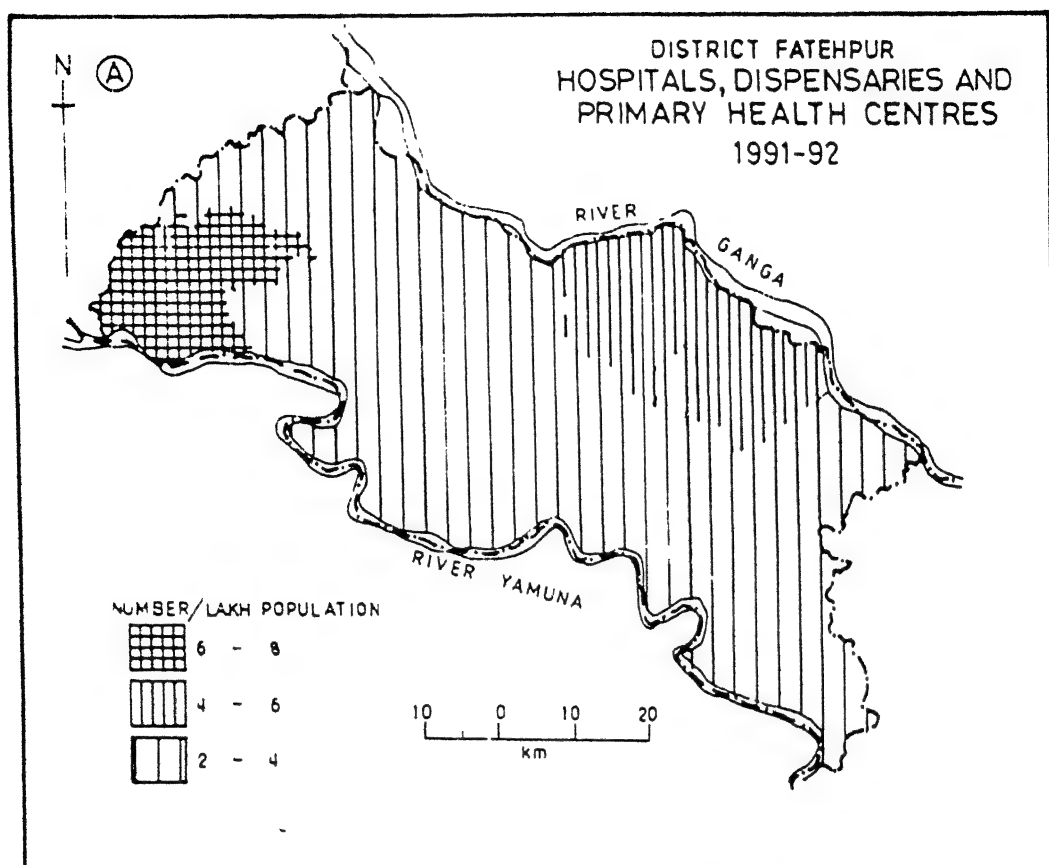 N
A
DISTRICT FATEHPUR
HOSPITALS, DISPENSARIES AND
PRIMARY HEALTH CENTRES
1991-92
RIVER GANGA
RIVER YAMUNA
NUMBER/LAKH POPULATION
6 - 8
4 - 6
2 - 4
10 0 10 20
km